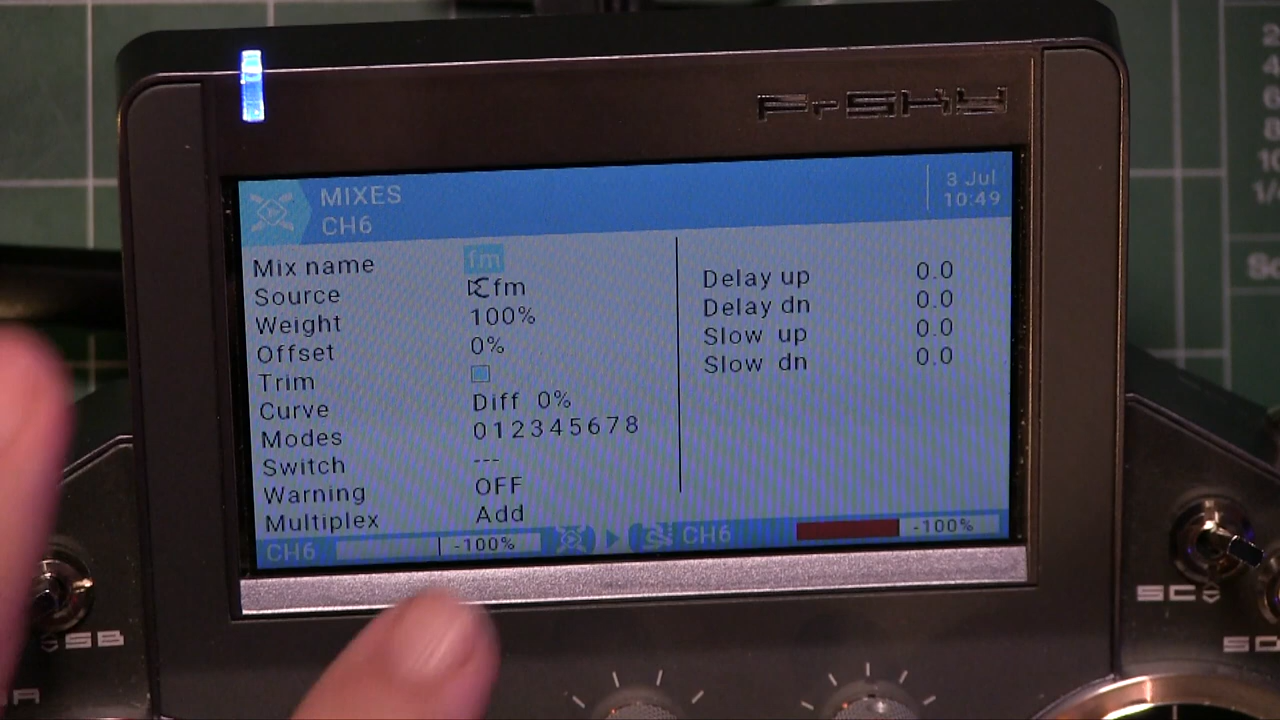 FrSKY
MIXES
CH6
3 Jul
10:49
Mix name fm
Source fm
Weight 100%
Offset 0%
Trim
Curve Diff 0%
Modes 012345678
Switch ---
Warning OFF
Multiplex Add
Delay up 0.0
Delay dn 0.0
Slow up 0.0
Slow dn 0.0
CH6 -100% CH6 -100%
SB
SC